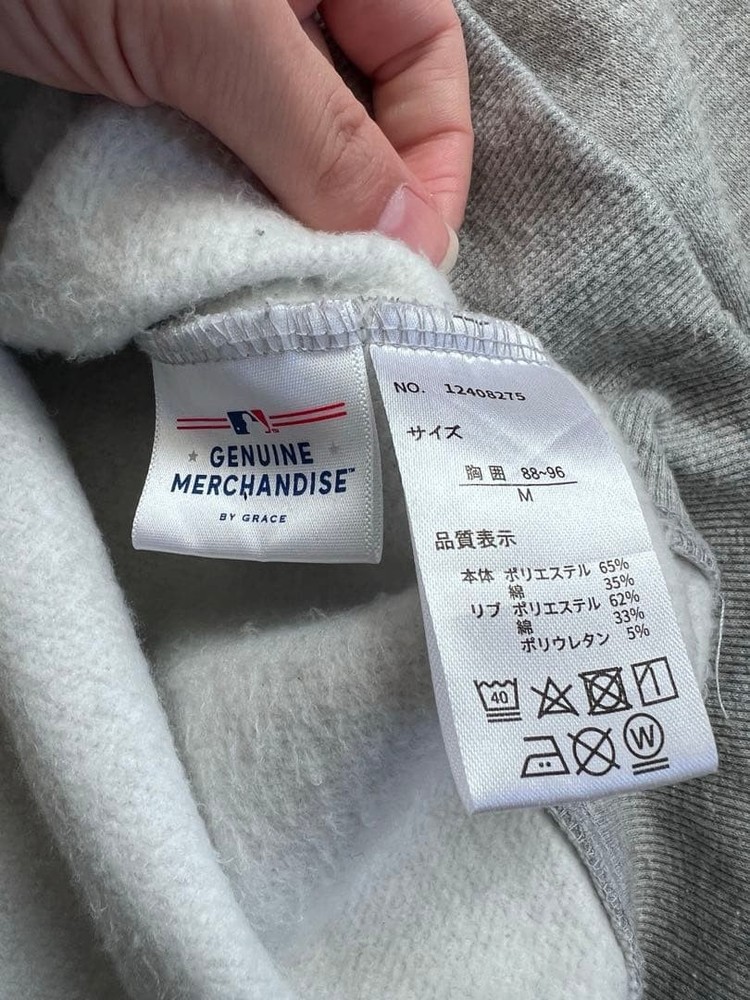 GENUINE
MERCHANDISE™
BY GRACE
NO. 12408275
サイズ
胸囲 88~96
M
品質表示
本体 ポリエステル 65%
綿 35%
リブ ポリエステル 62%
綿 33%
ポリウレタン 5%
40
W